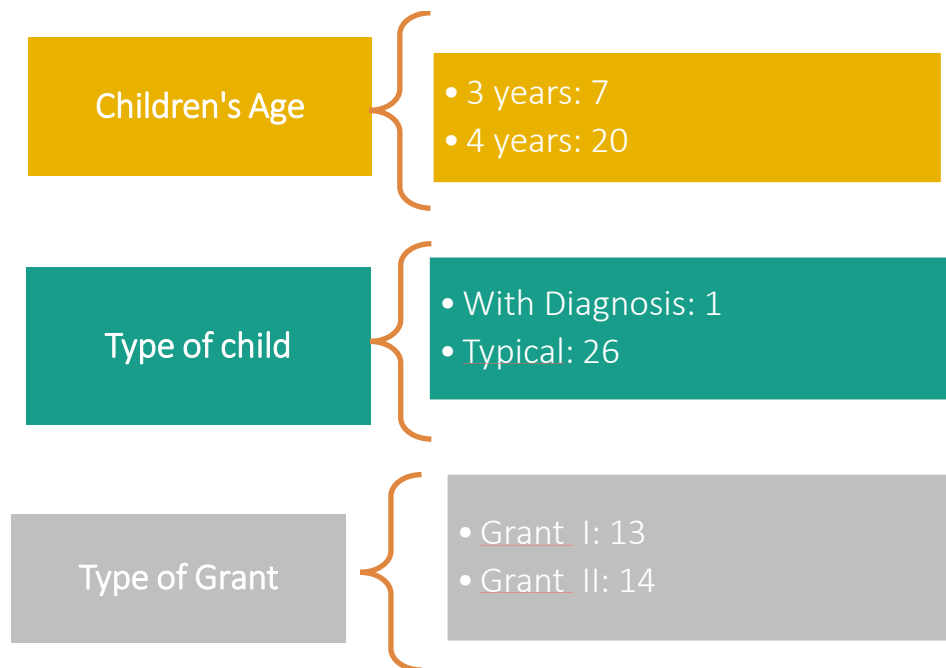 Children's Age
• 3 years: 7
• 4 years: 20
Type of child
• With Diagnosis: 1
• Typical: 26
Type of Grant
• Grant I: 13
• Grant II: 14